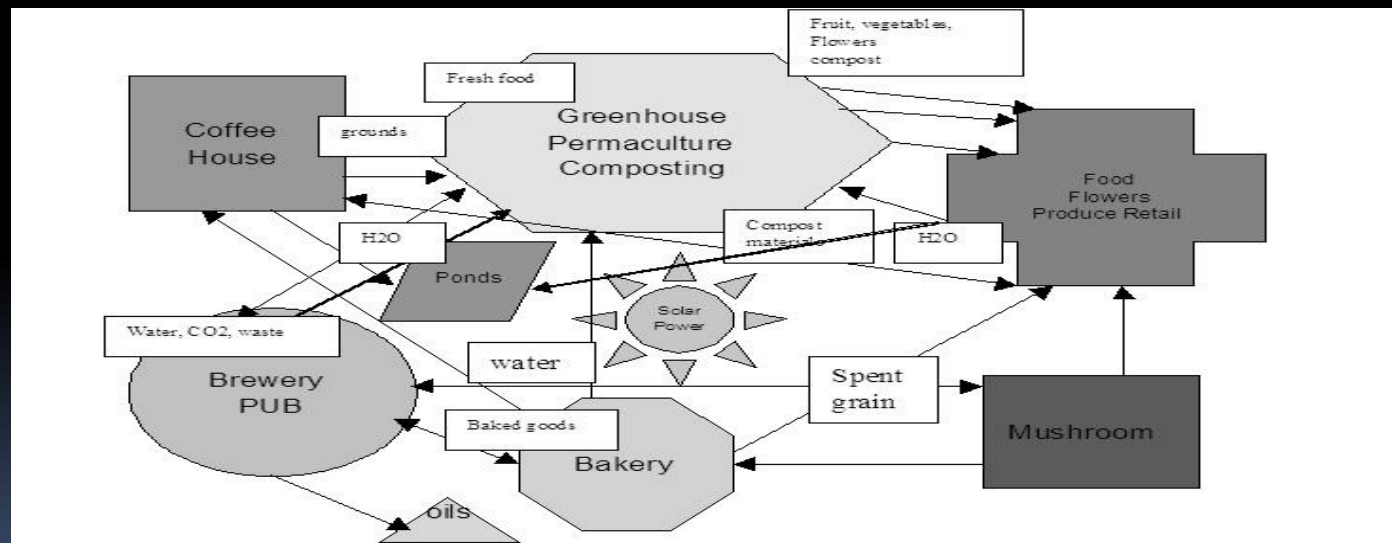 Fruit, vegetables,
Flowers
compost
Fresh food
Coffee
House
grounds
Greenhouse
Permaculture
Composting
Food
Flowers
Produce Retail
H2O
Compost
materials
H2O
Ponds
Solar
Power
Water, CO2, waste
water
Spent
grain
Brewery
PUB
Baked goods
Bakery
Mushroom
oils